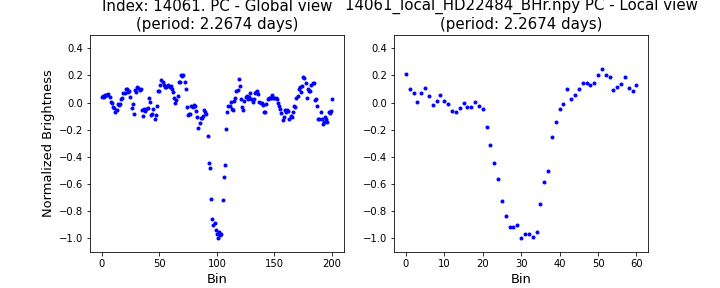 Index: 14061. PC - Global view
(period: 2.2674 days)
14061_local_HD22484_BHr.npy PC - Local view
(period: 2.2674 days)
Normalized Brightness
0.4
0.2
0.0
−0.2
−0.4
−0.6
−0.8
−1.0
0 50 100 150 200
Bin
0.4
0.2
0.0
−0.2
−0.4
−0.6
−0.8
−1.0
0 10 20 30 40 50 60
Bin